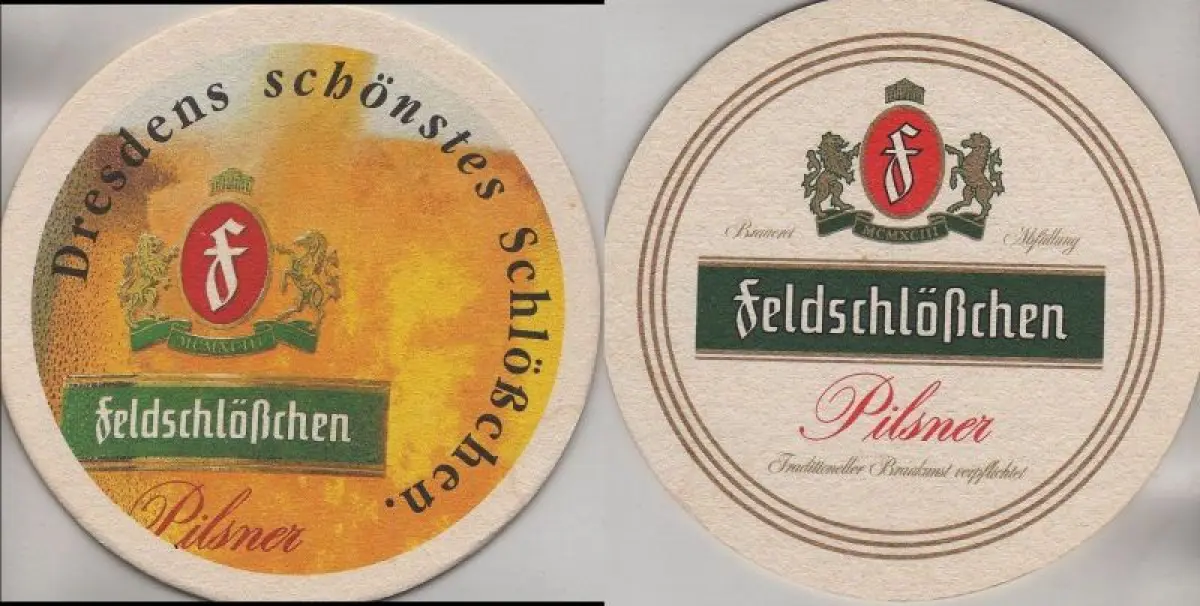 Dresdens schönstes Schlößchen.
f
MCMXCIII
Feldschlößchen
Pilsner
f
MCMXCIII
Brauerei Abfüllung
Feldschlößchen
Pilsner
Traditioneller Braukunst verpflichtet